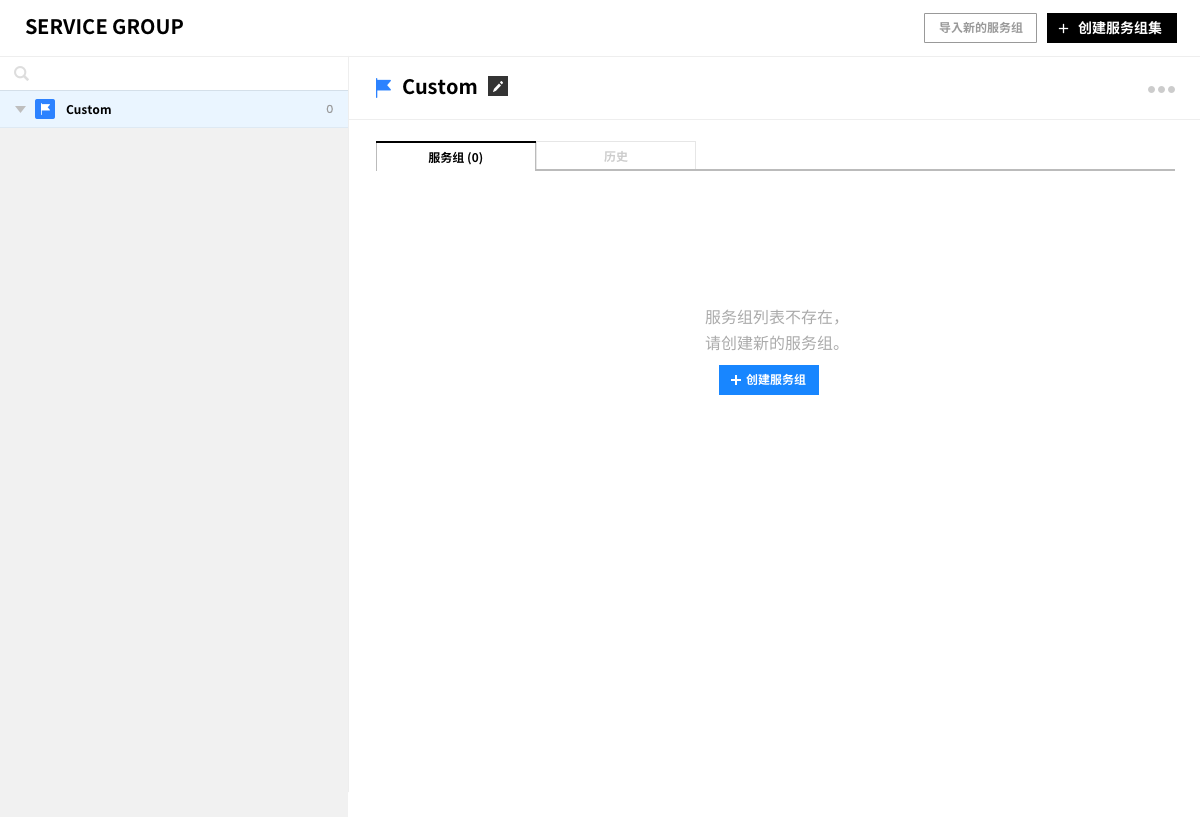 SERVICE GROUP
导入新的服务组
+ 创建服务组集
Custom
0
Custom
服务组 (0)
历史
服务组列表不存在，
请创建新的服务组。
+ 创建服务组